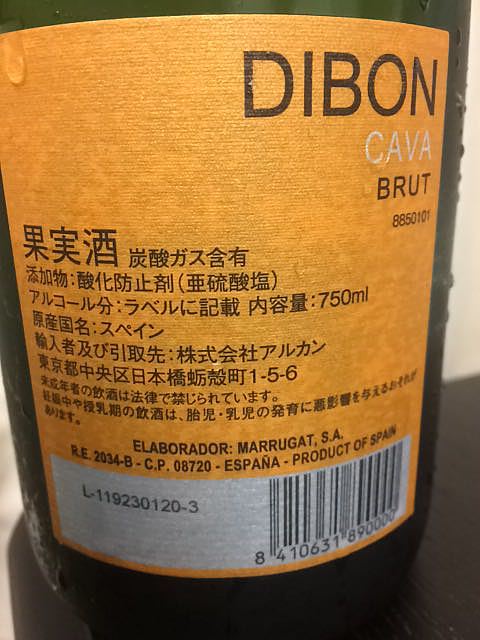 DIBON
CAVA
BRUT
8850101
果実酒 炭酸ガス含有
添加物：酸化防止剤（亜硫酸塩）
アルコール分：ラベルに記載 内容量：750ml
原産国名：スペイン
輸入者及び引取先：株式会社アルカン
東京都中央区日本橋蛎殻町1-5-6
未成年者の飲酒は法律で禁じられています。
妊娠中や授乳期の飲酒は、胎児・乳児の発育に悪影響を与えるおそれが
あります。
ELABORADOR: MARRUGAT, S.A.
R.E. 2034-B - C.P. 08720 - ESPAÑA - PRODUCT OF SPAIN
L-119230120-3
8 410631 890000